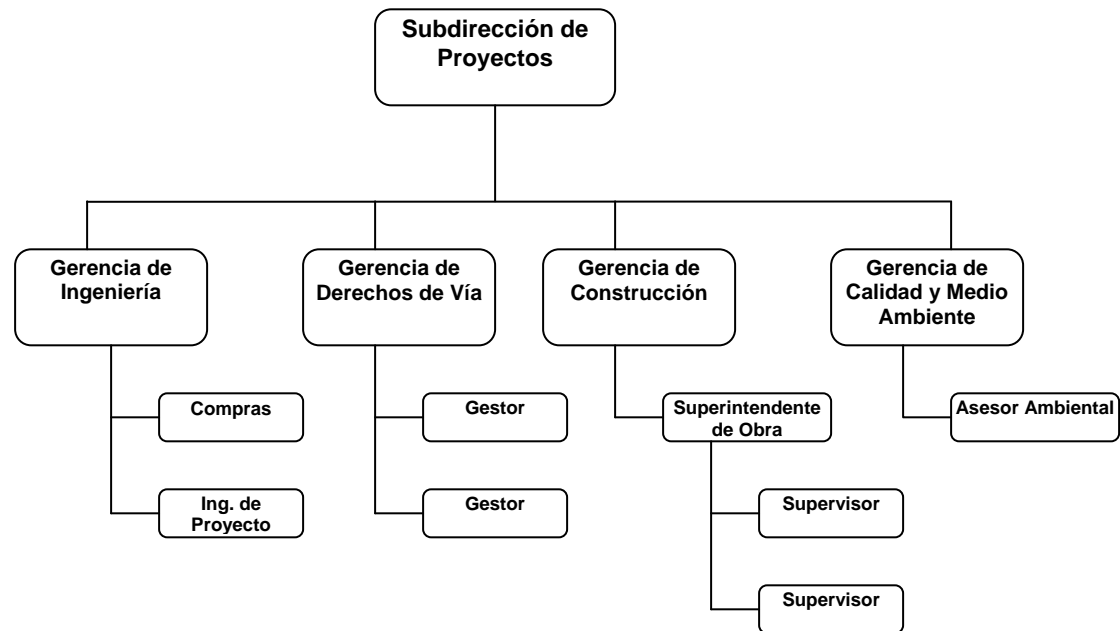 Subdirección de
Proyectos
Gerencia de
Ingeniería
Gerencia de
Derechos de Vía
Gerencia de
Construcción
Gerencia de
Calidad y Medio
Ambiente
Compras
Gestor
Superintendente
de Obra
Asesor Ambiental
Ing. de
Proyecto
Gestor
Supervisor
Supervisor